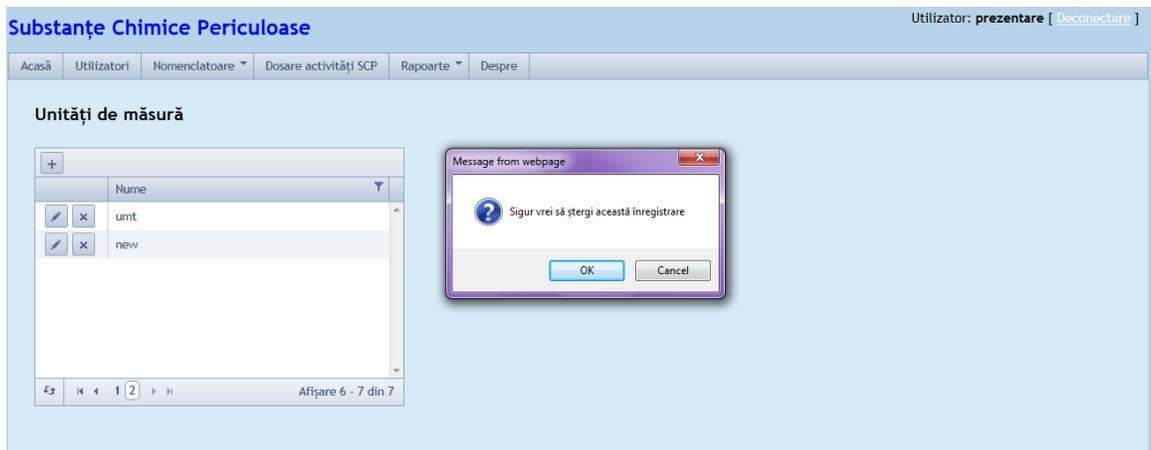 Substanțe Chimice Periculoase
Utilizator: prezentare [ Deconectare ]
Acasă Utilizatori Nomenclatoare Dosare activități SCP Rapoarte Despre
Unități de măsură
Nume
umt
new
1 2 Afișare 6 - 7 din 7
Message from webpage
Sigur vrei să ștergi această înregistrare
OK Cancel